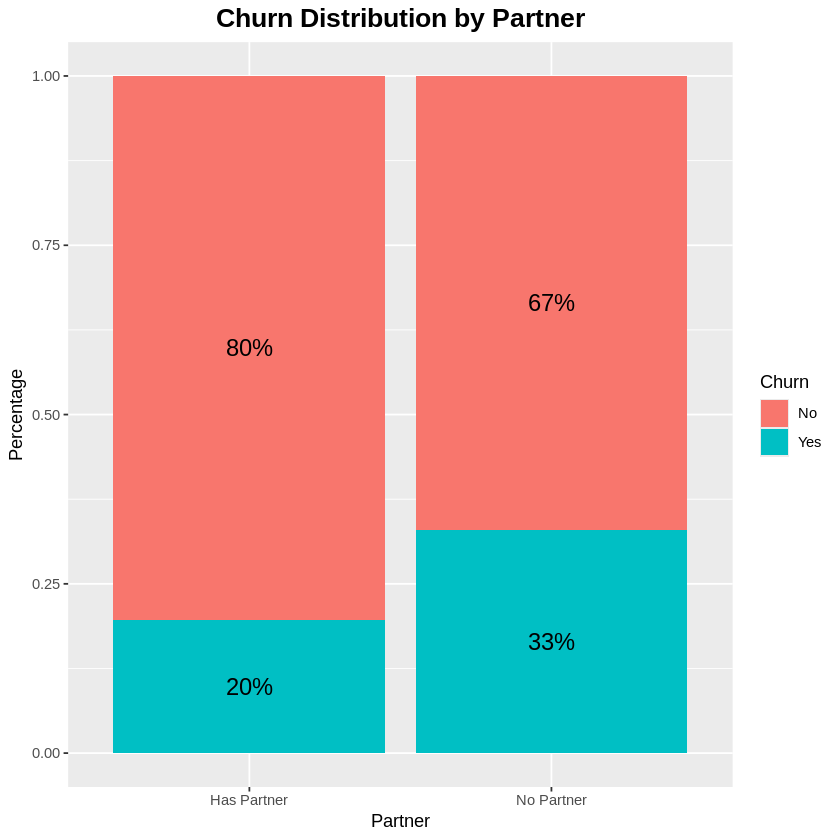 Churn Distribution by Partner
Percentage
1.00
0.75
0.50
0.25
0.00
80%
20%
67%
33%
Has Partner
No Partner
Partner
Churn
No
Yes